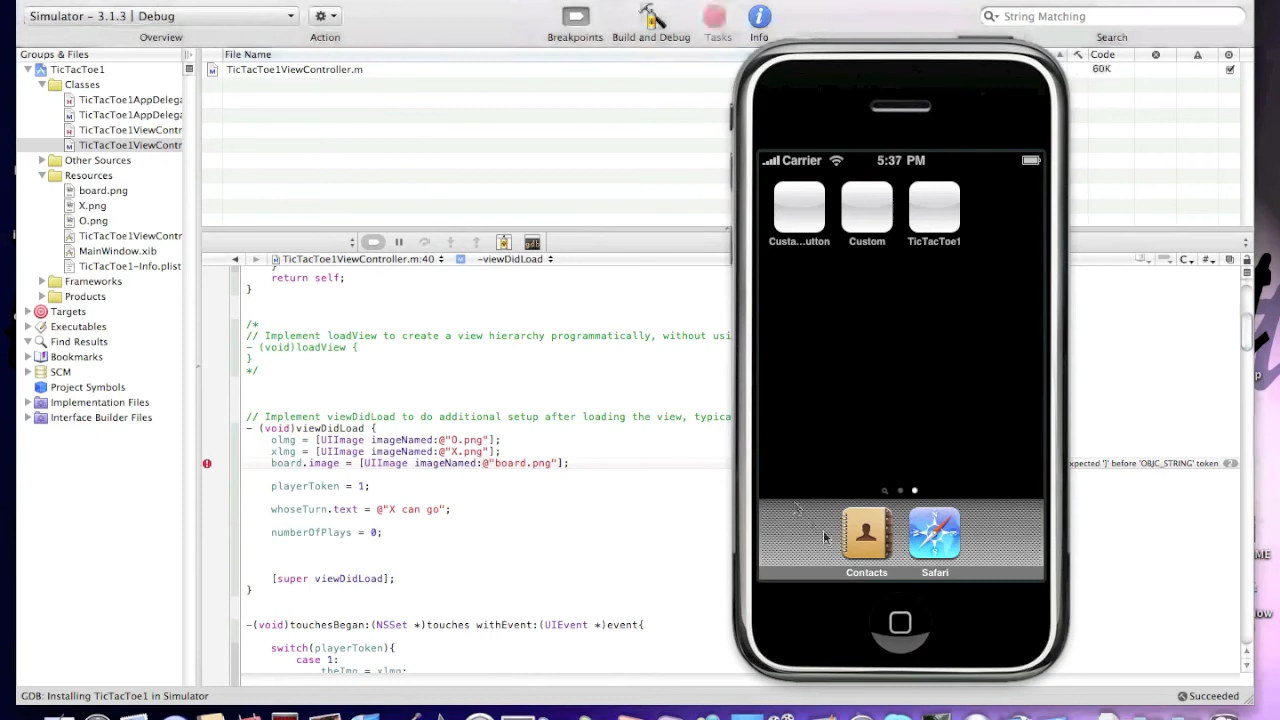 Simulator - 3.1.3 | Debug
Overview
Action
Breakpoints
Build and Debug
Tasks
Info
String Matching
Search
Groups & Files
File Name
Code
TicTacToe1
Classes
TicTacToe1AppDelega
TicTacToe1AppDelega
TicTacToe1ViewContr
TicTacToe1ViewContr
Other Sources
Resources
board.png
X.png
O.png
TicTacToe1ViewContr
MainWindow.xib
TicTacToe1-Info.plist
Frameworks
Products
Targets
Executables
Find Results
Bookmarks
SCM
Project Symbols
Implementation Files
Interface Builder Files
TicTacToe1ViewController.m
60K
TicTacToe1ViewController.m:40
-viewDidLoad
C
#
gdb
return self;
}
/*
// Implement loadView to create a view hierarchy programmatically, without usi
- (void)loadView {
}
*/
// Implement viewDidLoad to do additional setup after loading the view, typica
- (void)viewDidLoad {
oImg = [UIImage imageNamed:@"O.png"];
xImg = [UIImage imageNamed:@"X.png"];
board.image = [UIImage imageNamed:@"board.png"];
xpected ']' before 'OBJC_STRING' token
2
playerToken = 1;
whoseTurn.text = @"X can go";
numberOfPlays = 0;
[super viewDidLoad];
}
-(void)touchesBegan:(NSSet *)touches withEvent:(UIEvent *)event{
switch(playerToken){
case 1:
theImg = xImg;
Carrier
5:37 PM
Custa...utton
Custom
TicTacToe1
Contacts
Safari
GDB: Installing TicTacToe1 in Simulator
Succeeded